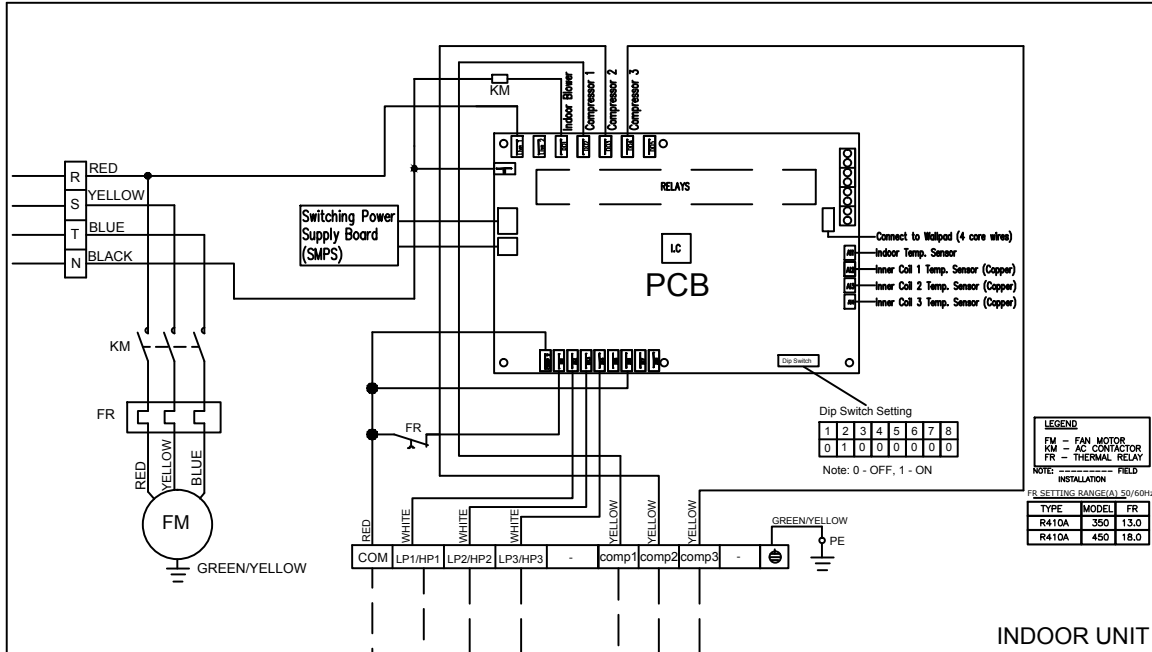 KM
Indoor Blower
Compressor 1
Compressor 2
Compressor 3
R RED
S YELLOW
T BLUE
N BLACK
RELAYS
Switching Power
Supply Board
(SMPS)
I.C
PCB
Connect to Wallpad (4 core wires)
Indoor Temp. Sensor
Inner Coil 1 Temp. Sensor (Copper)
Inner Coil 2 Temp. Sensor (Copper)
Inner Coil 3 Temp. Sensor (Copper)
KM
Dip Switch
FR
FR
Dip Switch Setting
1 2 3 4 5 6 7 8
0 1 0 0 0 0 0 0
Note: 0 - OFF, 1 - ON
LEGEND
FM - FAN MOTOR
KM - AC CONTACTOR
FR - THERMAL RELAY
NOTE: --------- FIELD
INSTALLATION
FR SETTING RANGE(A) 50/60Hz
TYPE MODEL FR
R410A 350 13.0
R410A 450 18.0
RED
YELLOW
BLUE
FM
GREEN/YELLOW
RED
WHITE
WHITE
WHITE
YELLOW
YELLOW
YELLOW
GREEN/YELLOW
PE
COM LP1/HP1 LP2/HP2 LP3/HP3 - comp1 comp2 comp3 -
INDOOR UNIT